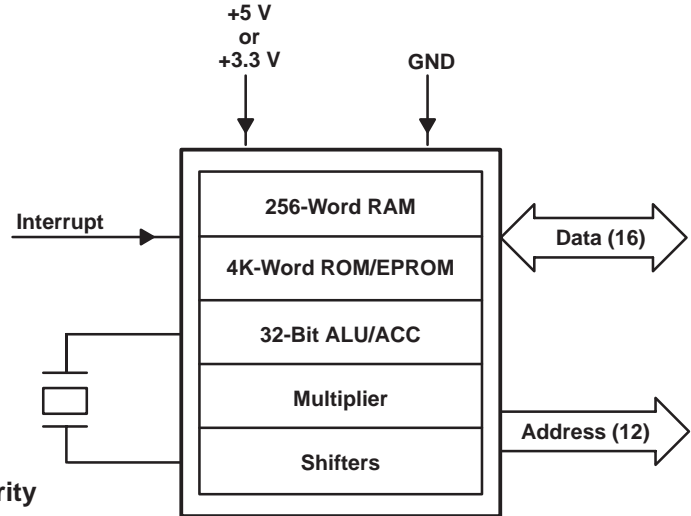 +5 V
or
+3.3 V
GND
Interrupt
256-Word RAM
Data (16)
4K-Word ROM/EPROM
32-Bit ALU/ACC
Multiplier
Address (12)
Shifters